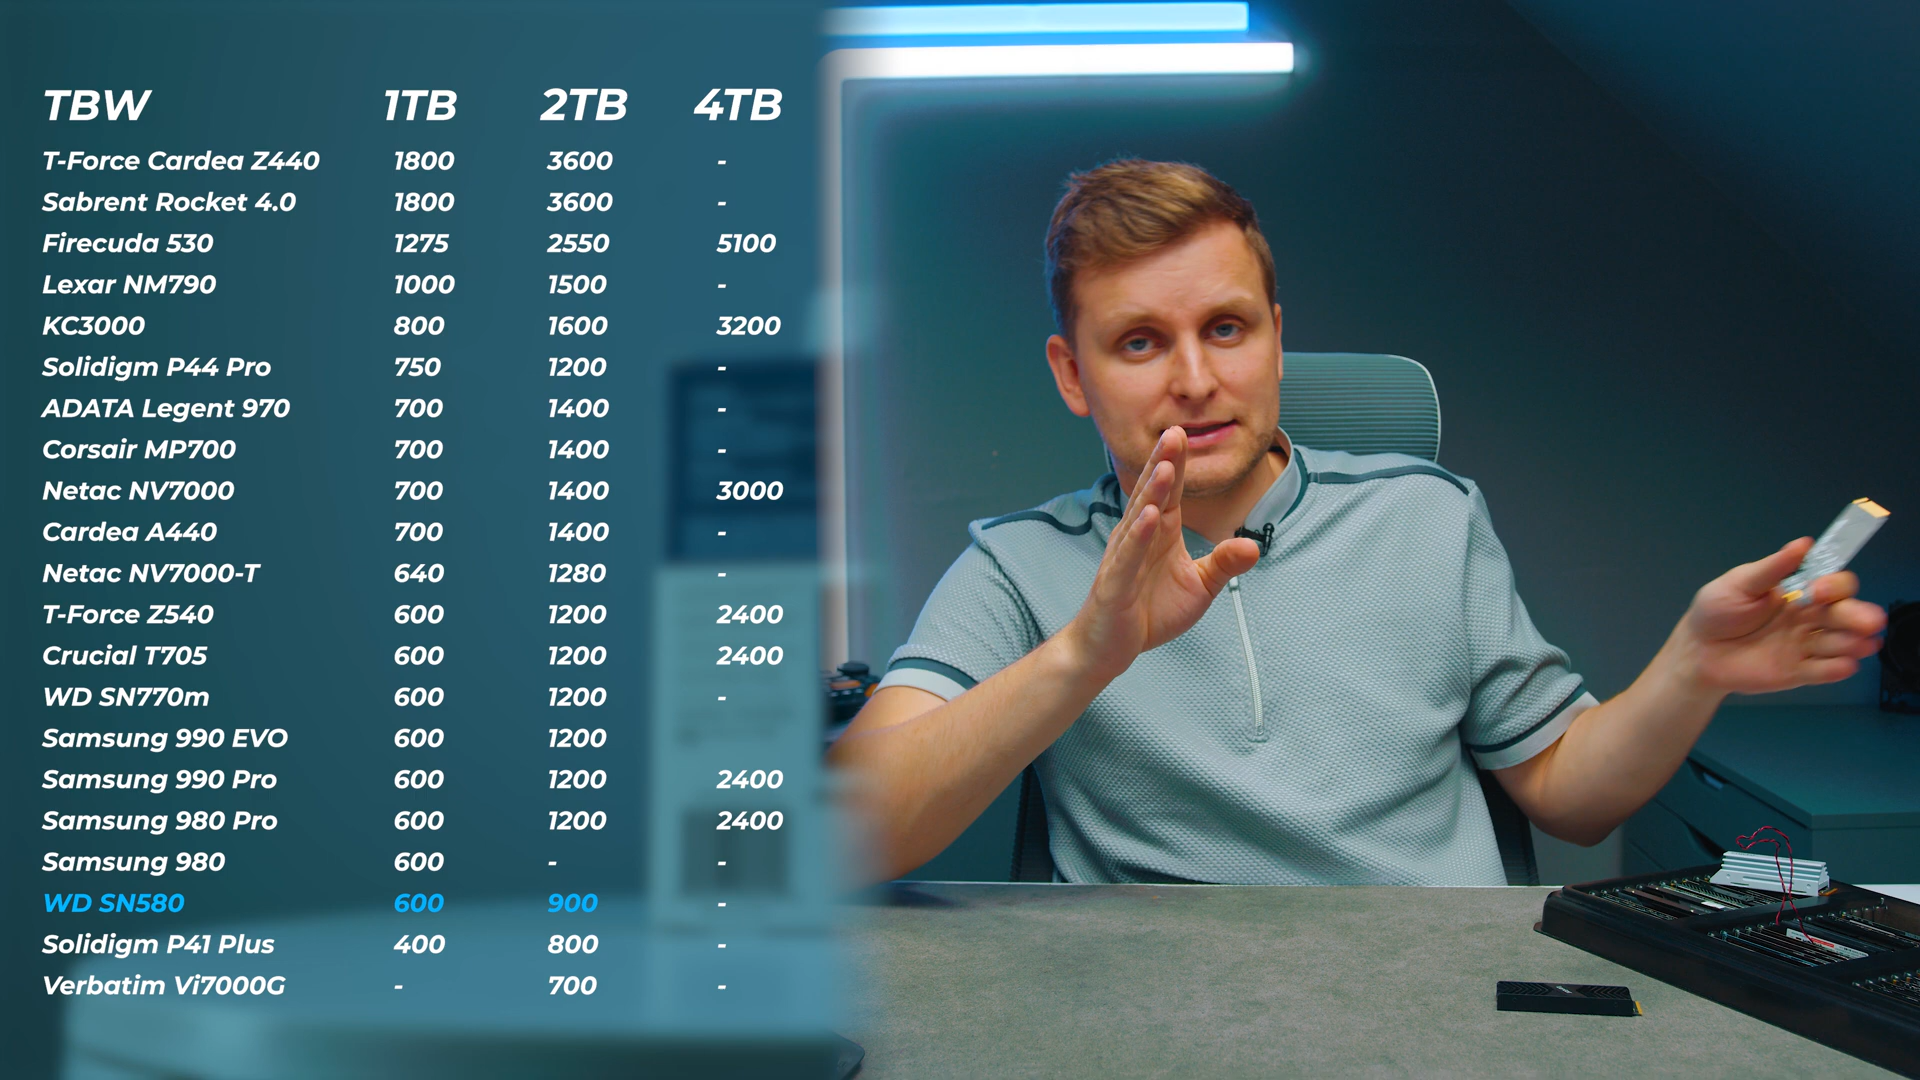 TBW 1TB 2TB 4TB
T-Force Cardea Z440 1800 3600 -
Sabrent Rocket 4.0 1800 3600 -
Firecuda 530 1275 2550 5100
Lexar NM790 1000 1500 -
KC3000 800 1600 3200
Solidigm P44 Pro 750 1200 -
ADATA Legent 970 700 1400 -
Corsair MP700 700 1400 -
Netac NV7000 700 1400 3000
Cardea A440 700 1400 -
Netac NV7000-T 640 1280 -
T-Force Z540 600 1200 2400
Crucial T705 600 1200 2400
WD SN770m 600 1200 -
Samsung 990 EVO 600 1200
Samsung 990 Pro 600 1200 2400
Samsung 980 Pro 600 1200 2400
Samsung 980 600 - -
WD SN580 600 900 -
Solidigm P41 Plus 400 800 -
Verbatim Vi7000G - 700 -